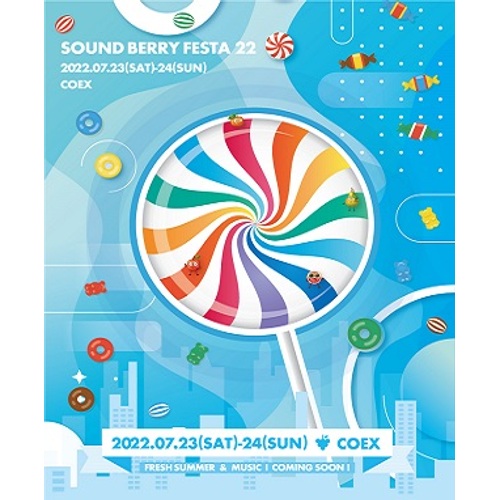 SOUND BERRY FESTA 22
2022.07.23(SAT)-24(SUN)
COEX
2022.07.23(SAT)-24(SUN) COEX
FRESH SUMMER & MUSIC ! COMING SOON !